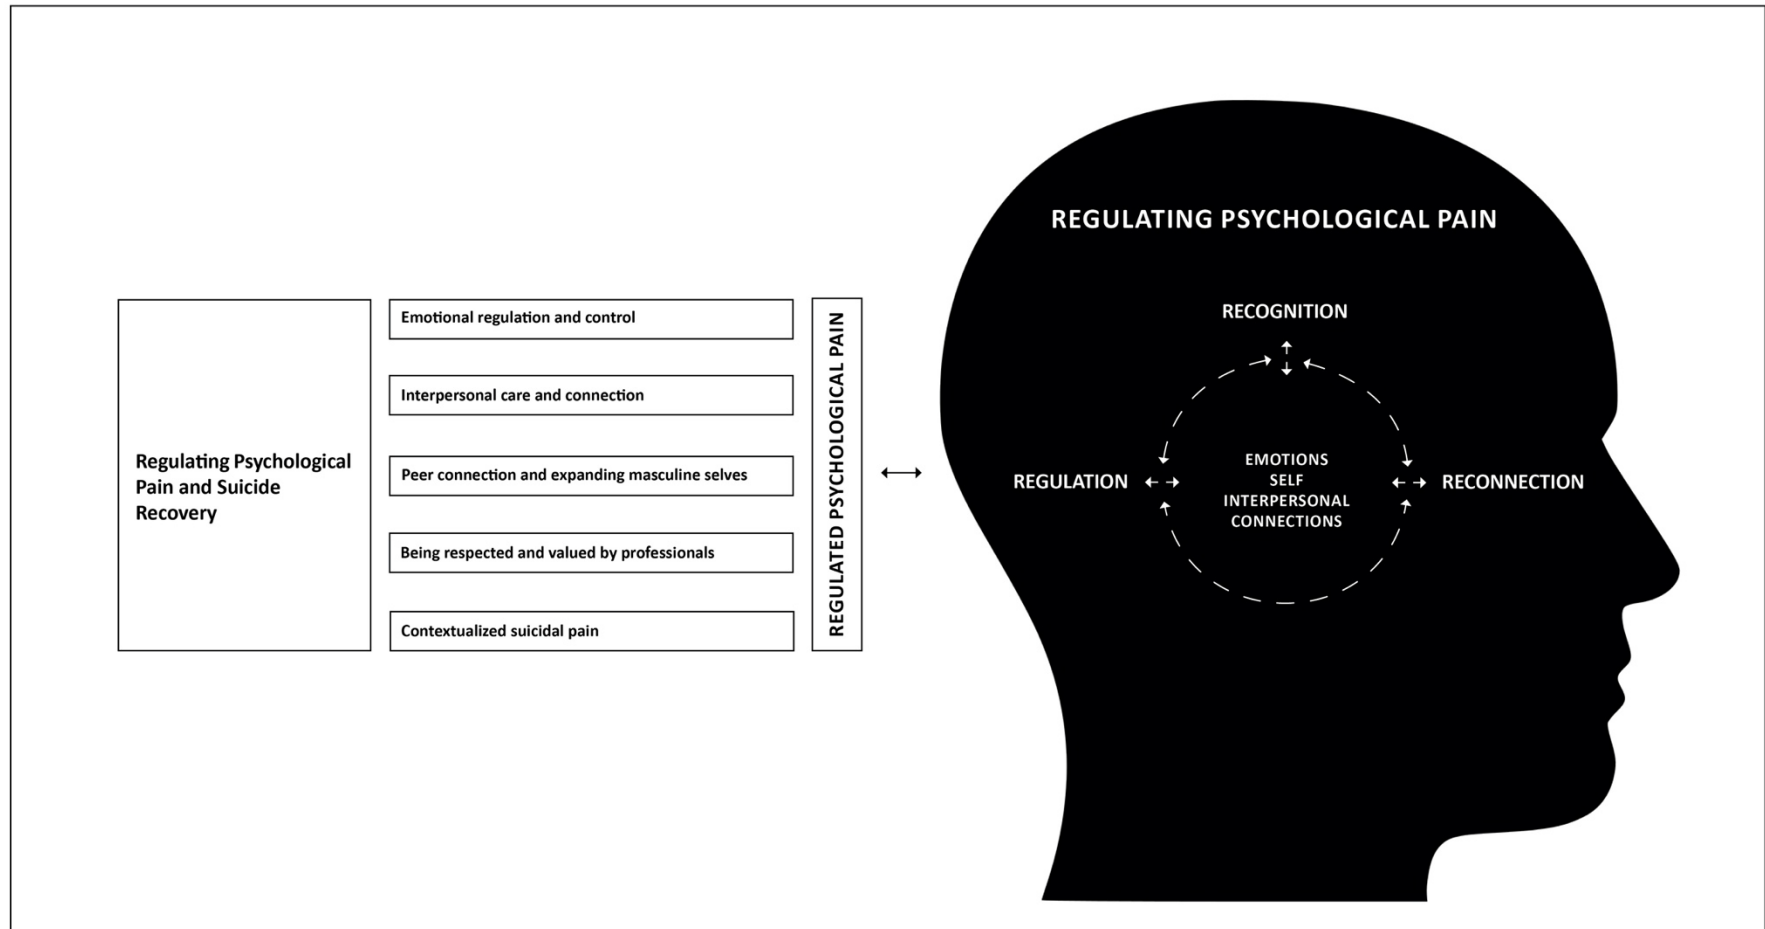 Regulating Psychological
Pain and Suicide
Recovery
Emotional regulation and control
Interpersonal care and connection
Peer connection and expanding masculine selves
Being respected and valued by professionals
Contextualized suicidal pain
REGULATED PSYCHOLOGICAL PAIN
REGULATING PSYCHOLOGICAL PAIN
RECOGNITION
REGULATION
EMOTIONS
SELF
INTERPERSONAL
CONNECTIONS
RECONNECTION